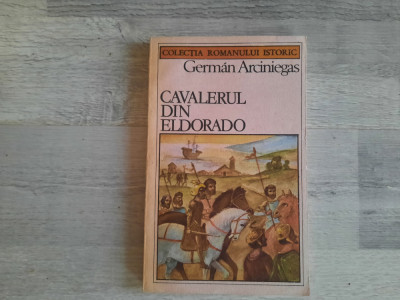 COLECȚIA ROMANULUI ISTORIC
Germán Arciniegas
CAVALERUL
DIN
ELDORADO